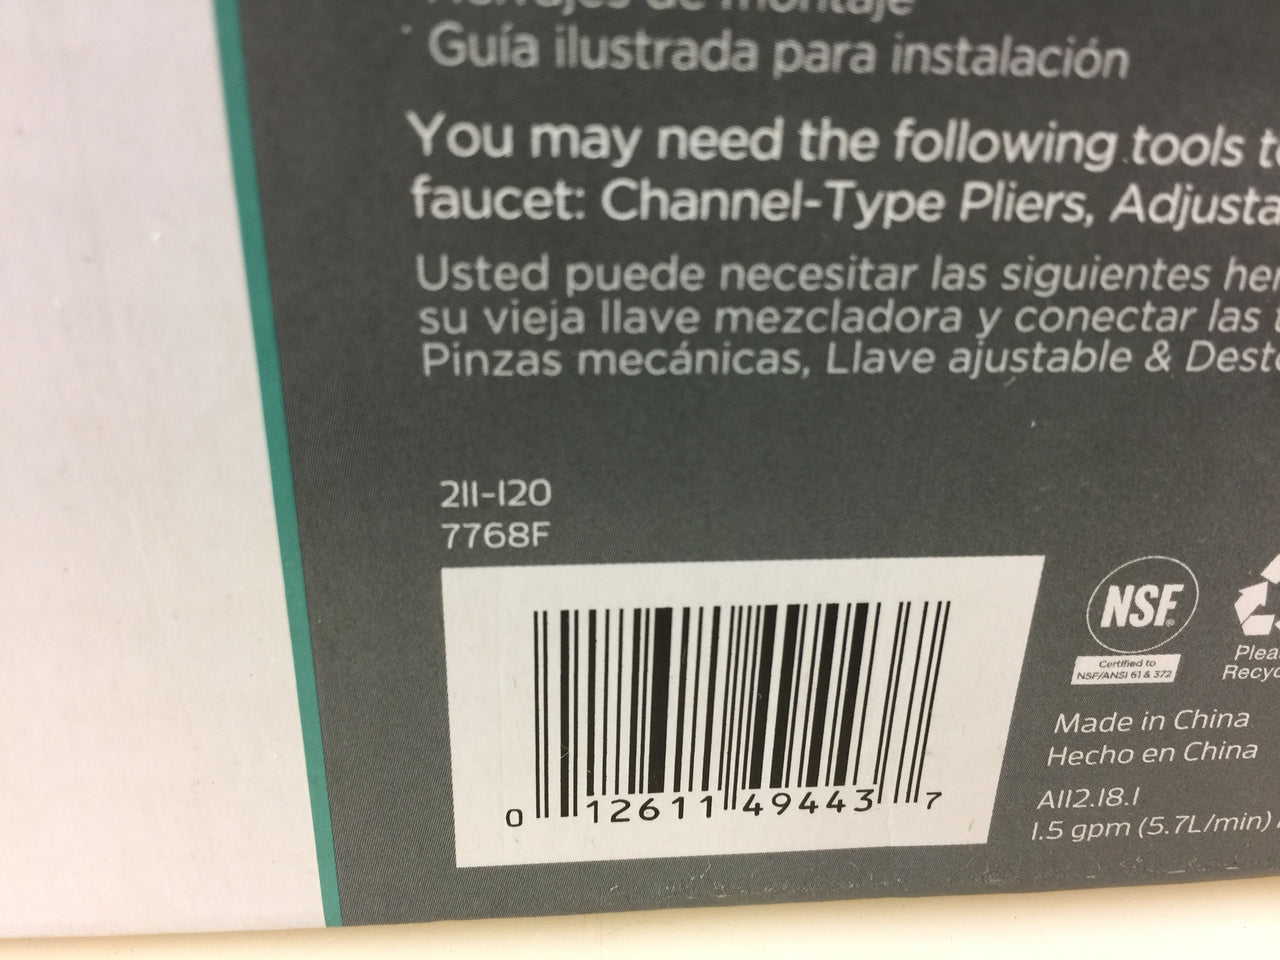 Herrajes de montaje
Guía ilustrada para instalación
You may need the following tools
faucet: Channel-Type Pliers,
Usted puede necesitar las siguientes
su vieja llave mezcladora y conectar las
Pinzas mecánicas, Llave ajustable &
211-120
7768F
0 12611 49443 7
NSF®
Certified to
NSF/ANSI 61 & 372
Made in China
Hecho en China
A112.18.1
1.5 gpm (5.7L/min)